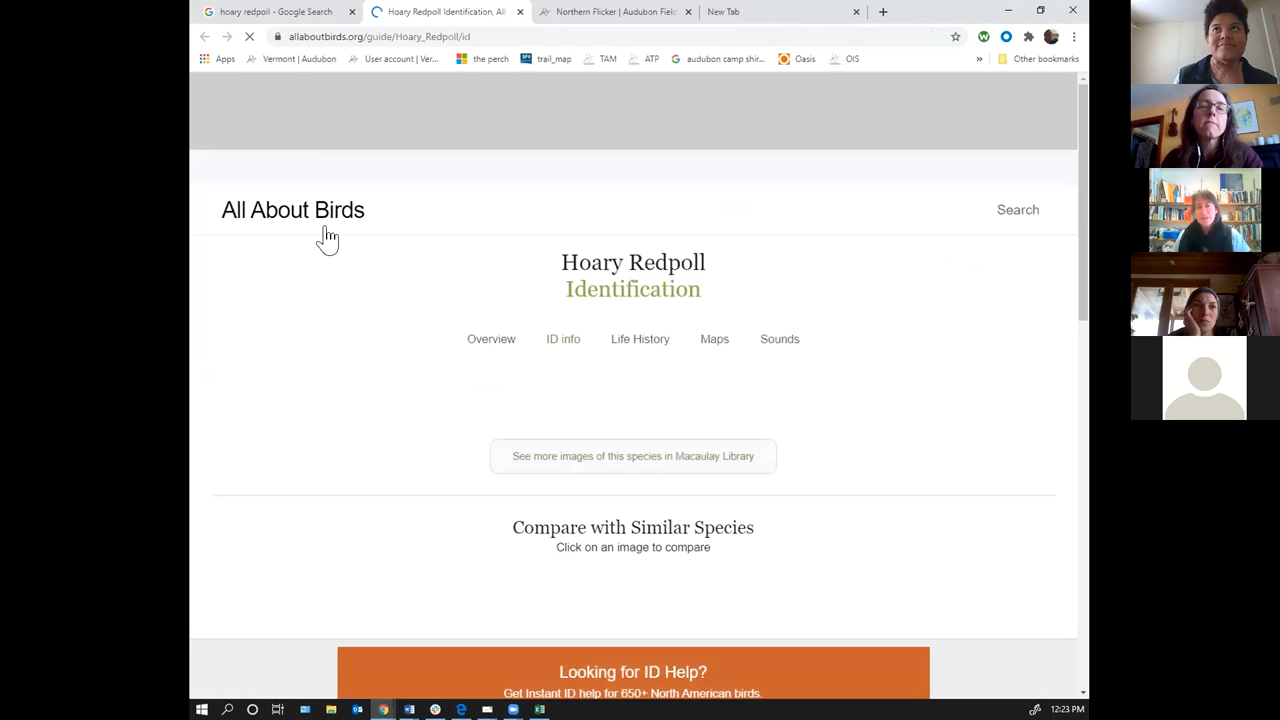 hoary redpoll - Google Search
Hoary Redpoll Identification, All
Northern Flicker | Audubon Field
New Tab
allaboutbirds.org/guide/Hoary_Redpoll/id
Apps
Vermont | Audubon
User account | Ver...
the perch
trail_map
TAM
ATP
audubon camp shir...
Oasis
OIS
Other bookmarks
All About Birds
Search
Hoary Redpoll
Identification
Overview
ID info
Life History
Maps
Sounds
See more images of this species in Macaulay Library
Compare with Similar Species
Click on an image to compare
Looking for ID Help?
Get Instant ID help for 650+ North American birds.
12:23 PM